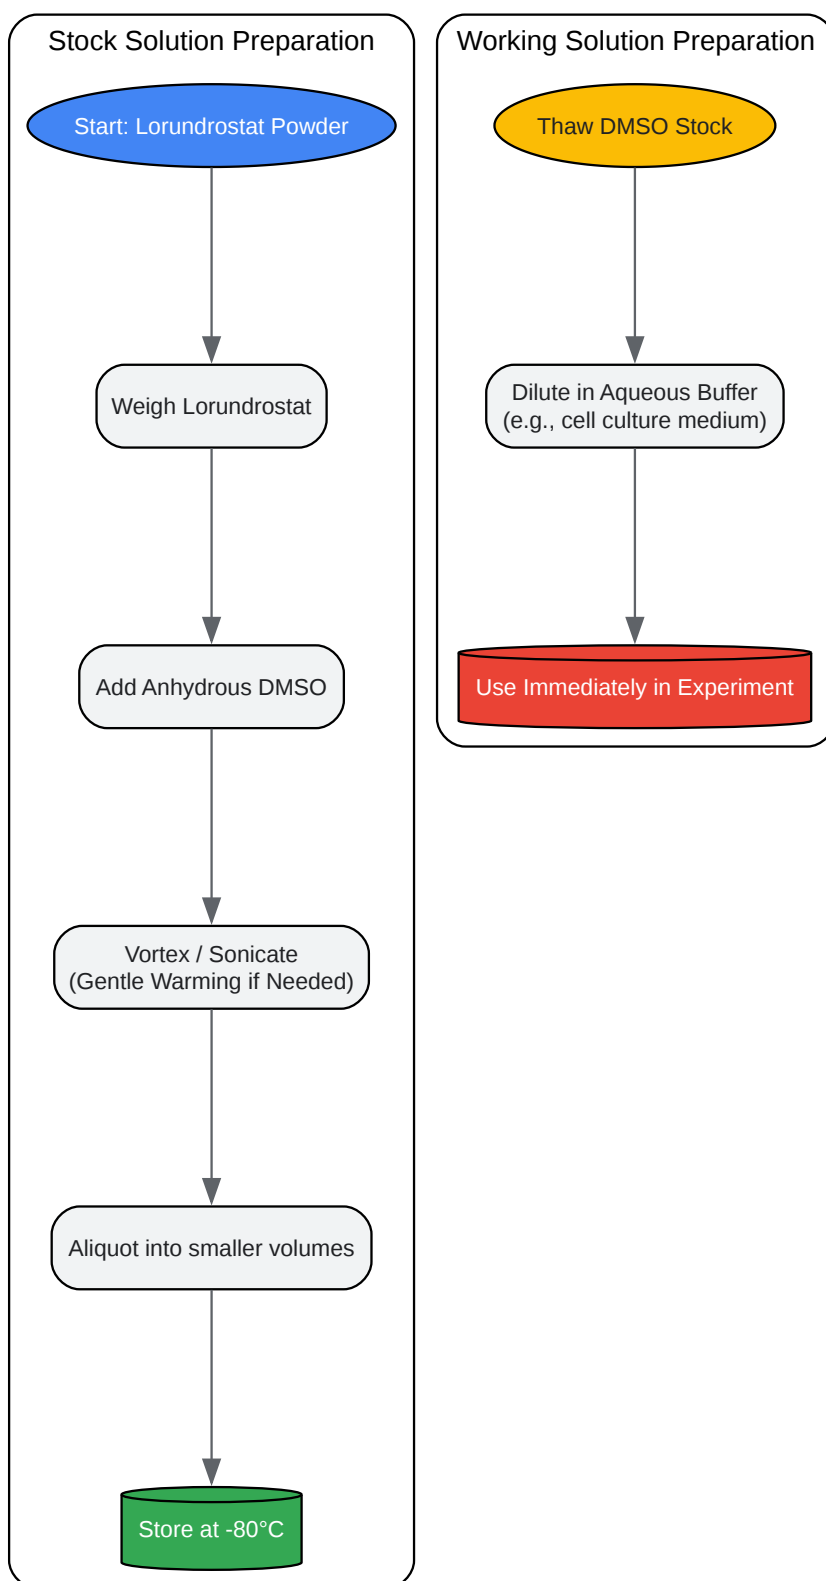 Stock Solution Preparation
Start: Lorundrostat Powder
Weigh Lorundrostat
Add Anhydrous DMSO
Vortex / Sonicate
(Gentle Warming if Needed)
Aliquot into smaller volumes
Store at -80°C
Working Solution Preparation
Thaw DMSO Stock
Dilute in Aqueous Buffer
(e.g., cell culture medium)
Use Immediately in Experiment